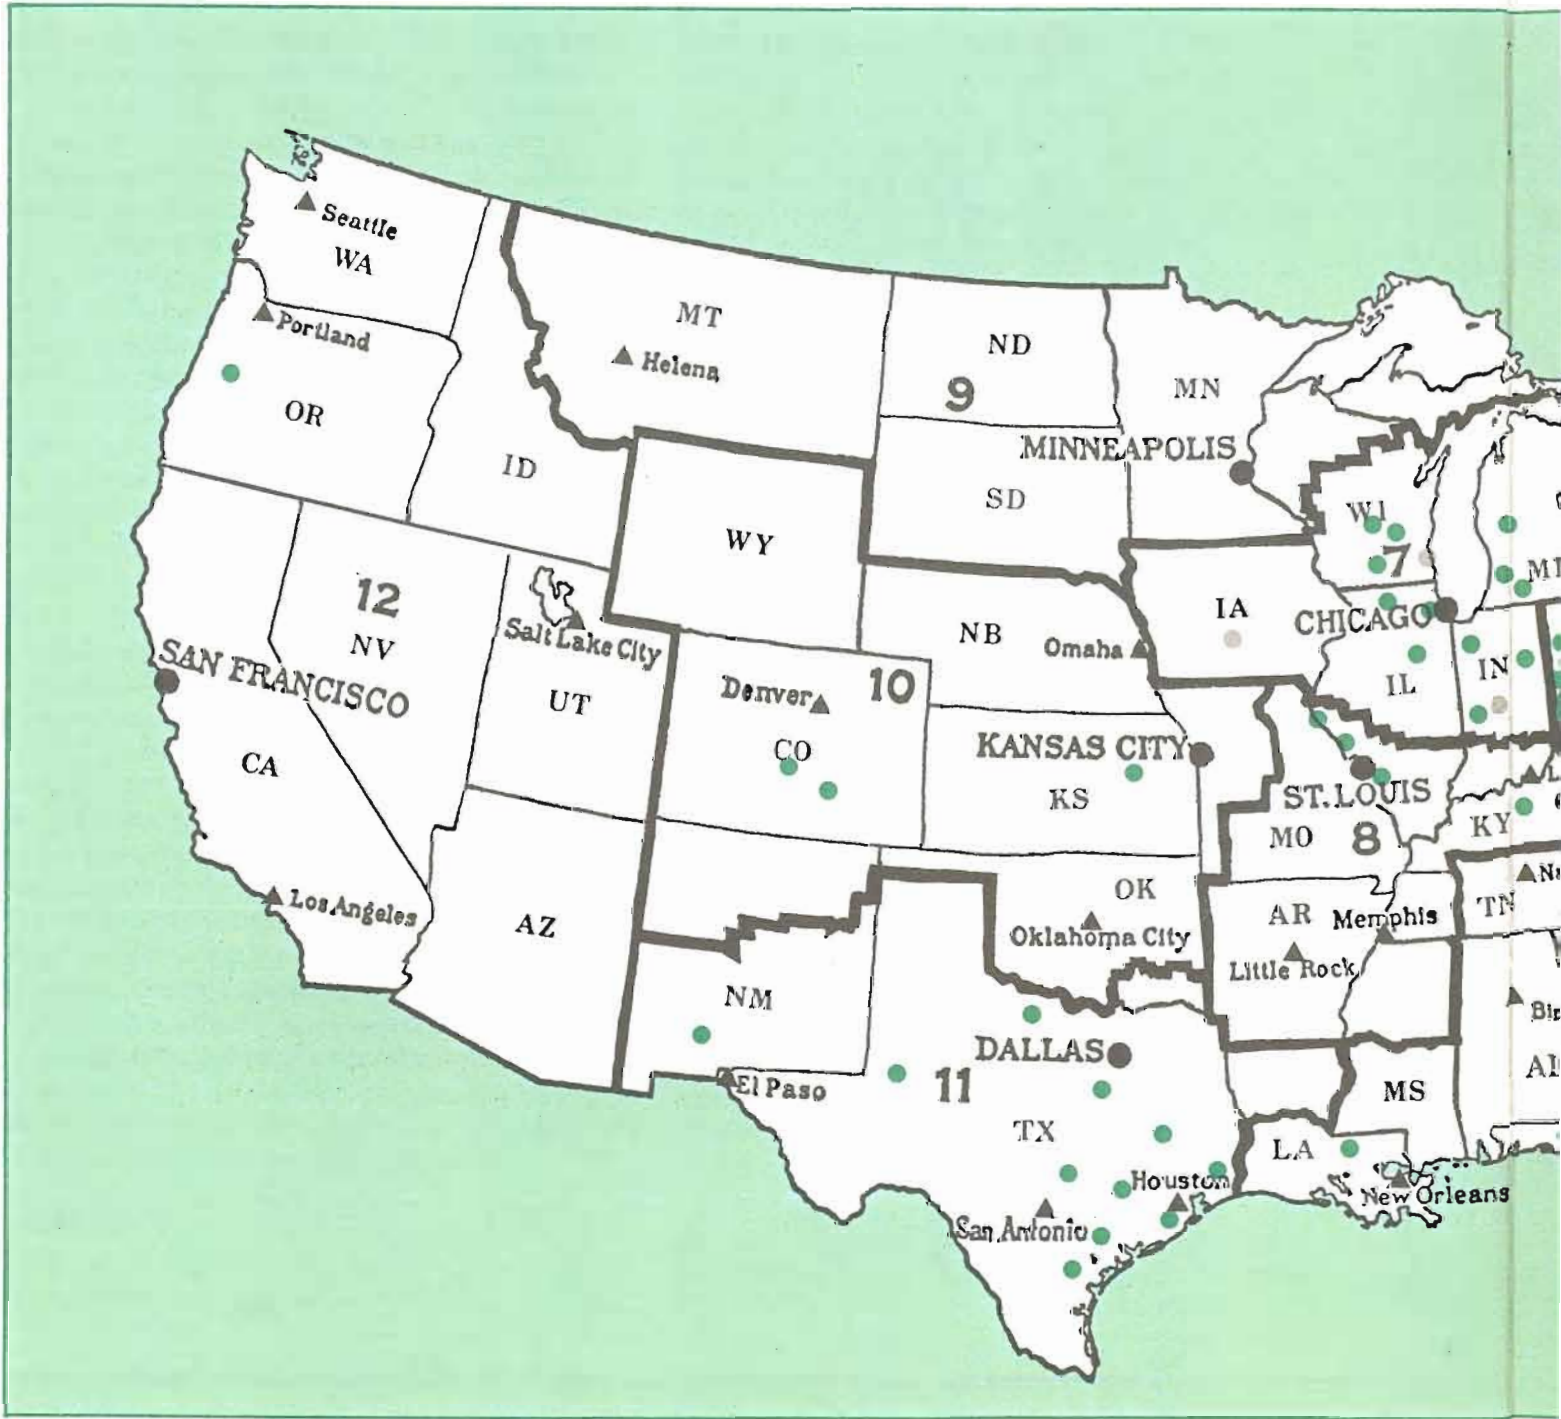 Seattle
WA
Portland
OR
MT
Helena
ID
ND
9
MN
MINNEAPOLIS
SD
WY
WI
7
MI
12
NV
Salt Lake City
SAN FRANCISCO
UT
CA
Los Angeles
AZ
NB
Omaha
IA
CHICAGO
IL
IN
Denver
10
CO
KANSAS CITY
KS
ST. LOUIS
MO
8
KY
OK
Oklahoma City
AR
Memphis
Little Rock
TN
NM
El Paso
DALLAS
11
TX
Houston
San Antonio
MS
LA
New Orleans